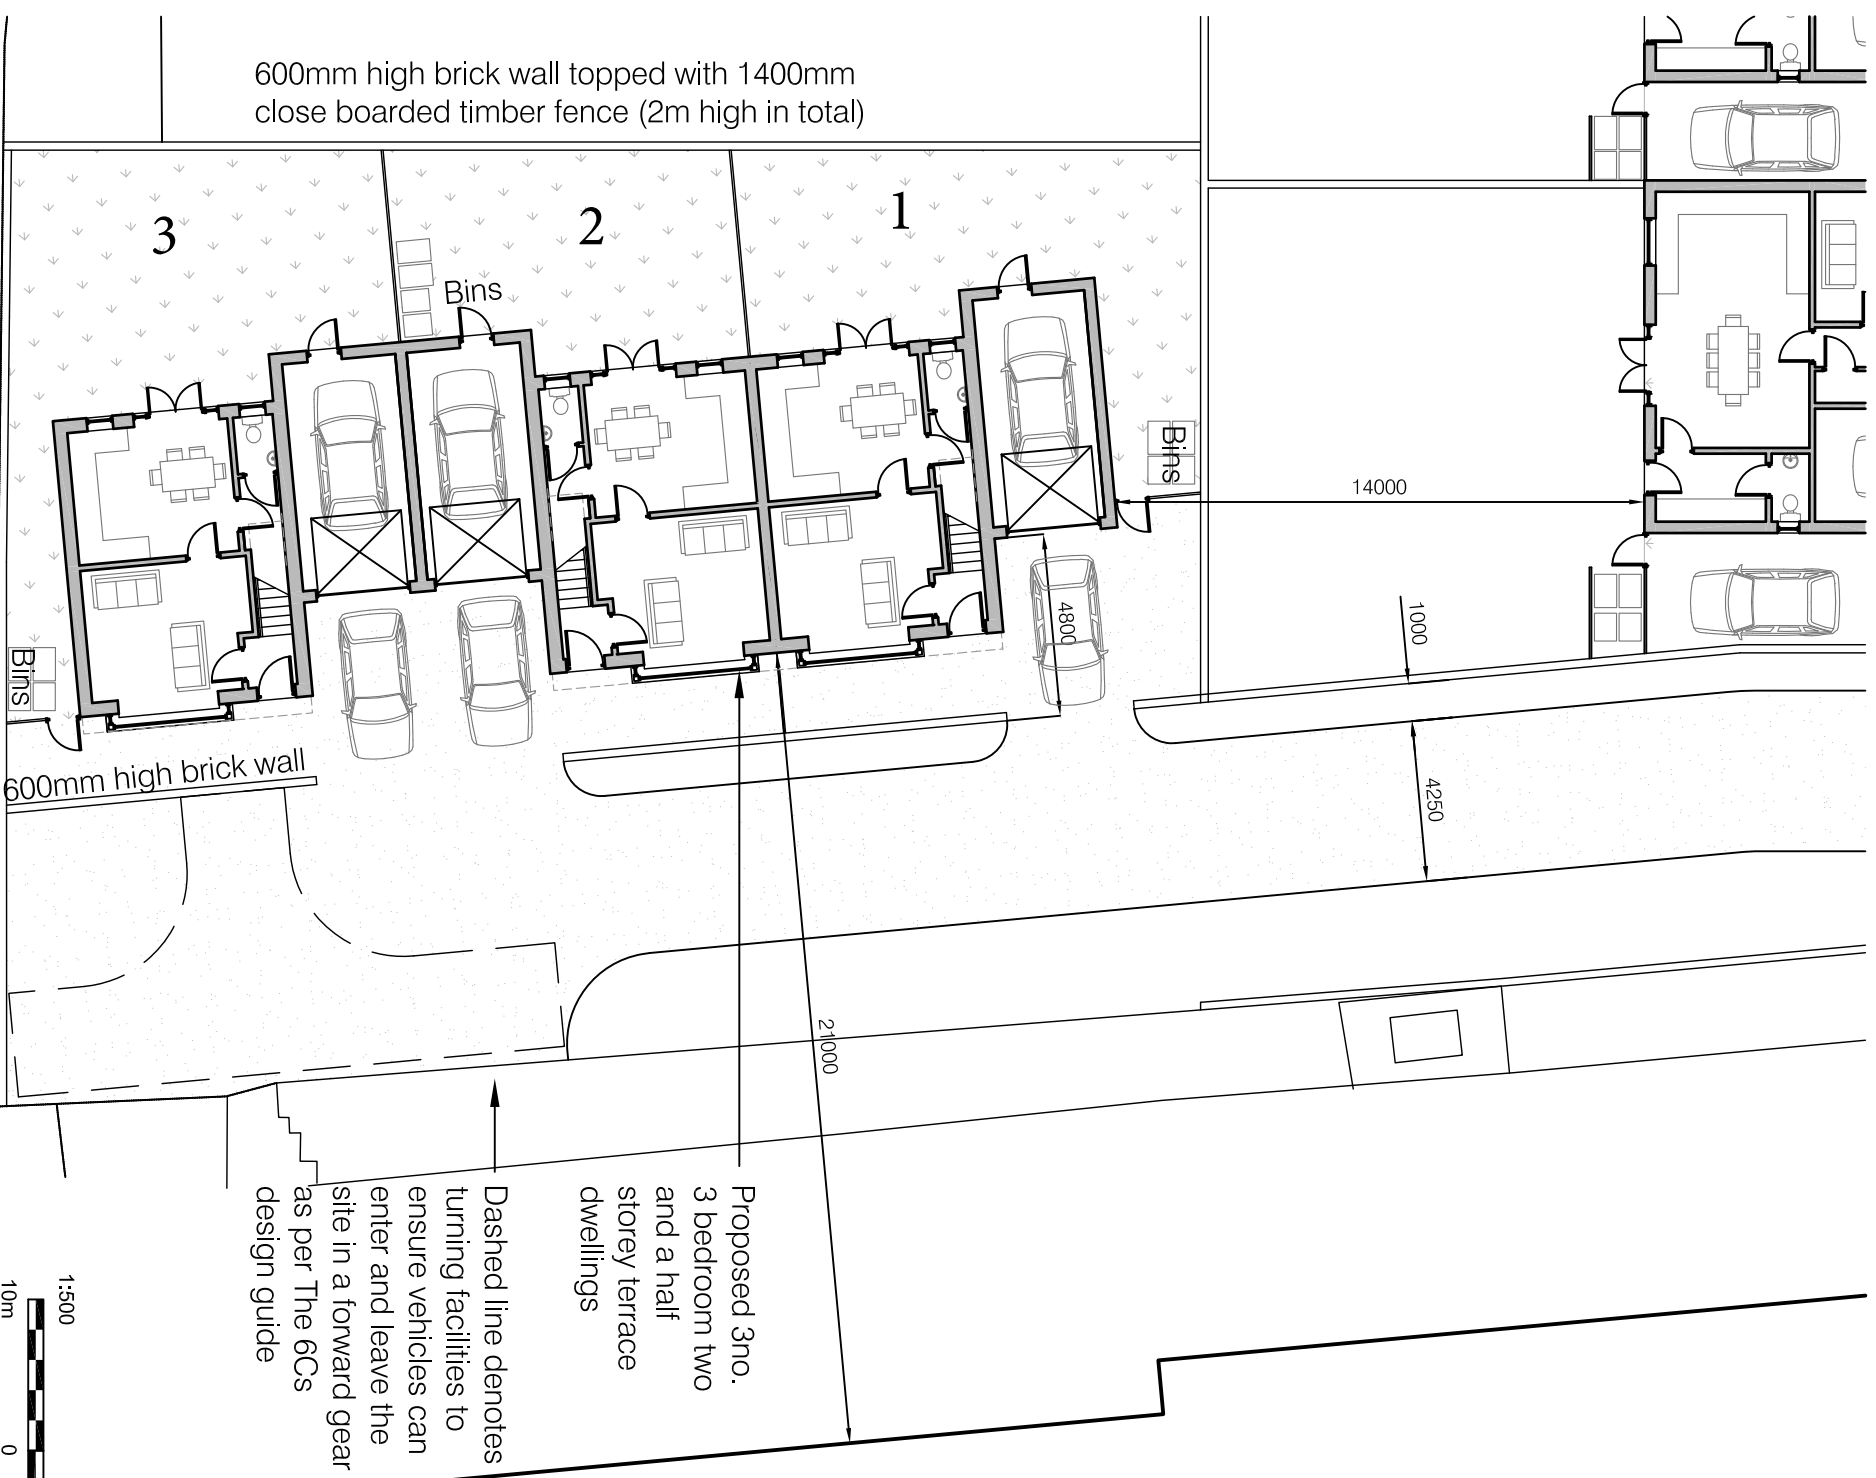 600mm high brick wall topped with 1400mm
close boarded timber fence (2m high in total)
3
2
1
Bins
Bins
14000
4800
1000
Bins
600mm high brick wall
4250
21000
Proposed 3no.
3 bedroom two
and a half
storey terrace
dwellings
Dashed line denotes
turning facilities to
ensure vehicles can
enter and leave the
site in a forward gear
as per The 6Cs
design guide
1:500
10m
0